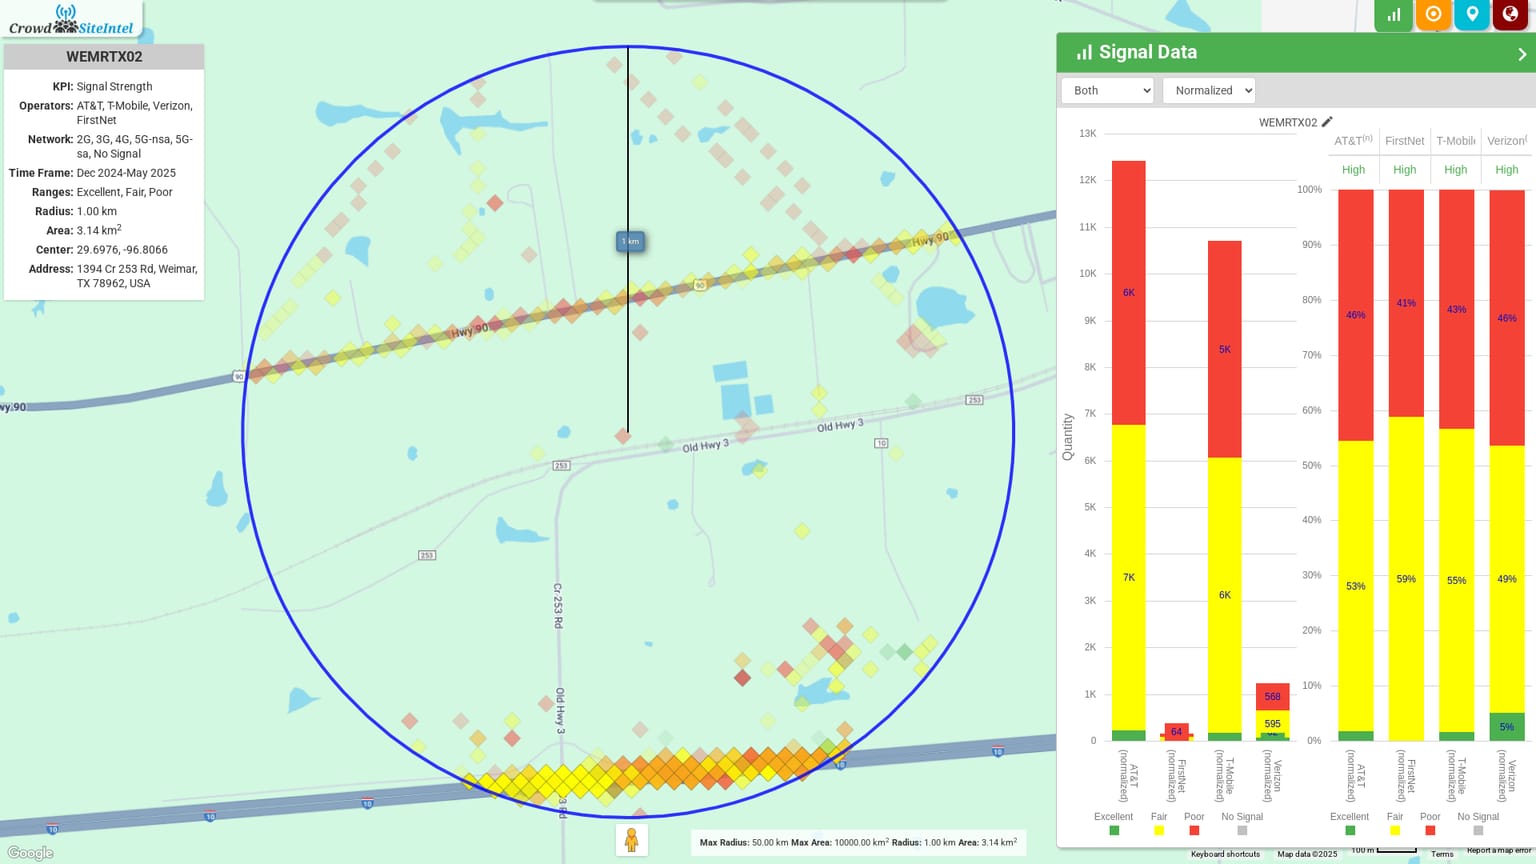 CrowdSiteIntel
WEMRTX02
KPI: Signal Strength
Operators: AT&T, T-Mobile, Verizon,
FirstNet
Network: 2G, 3G, 4G, 5G-nsa, 5G-
sa, No Signal
Time Frame: Dec 2024-May 2025
Ranges: Excellent, Fair, Poor
Radius: 1.00 km
Area: 3.14 km2
Center: 29.6976, -96.8066
Address: 1394 Cr 253 Rd, Weimar,
TX 78962, USA
1 km
Hwy 90
90
Hwy 90
90
wy 90
253
Old Hwy 3
Old Hwy 3
10
253
253
Cr 253 Rd
Old Hwy 3
3 Rd
10
10
10
10
10
Google
Max Radius: 50.00 km Max Area: 10000.00 km2 Radius: 1.00 km Area: 3.14 km2
Signal Data
Both
Normalized
WEMRTX02
13K
12K
11K
10K
9K
8K
7K
6K
5K
4K
3K
2K
1K
0
Quantity
6K
7K
64
5K
6K
568
595
AT&T (normalized)
FirstNet (normalized)
T-Mobile (normalized)
Verizon (normalized)
Excellent Fair Poor No Signal
AT&T(n) FirstNet T-Mobile Verizon(
High High High High
100%
90%
80%
70%
60%
50%
40%
30%
20%
10%
0%
46% 41% 43% 46%
53% 59% 55% 49%
5%
AT&T (normalized)
FirstNet (normalized)
T-Mobile (normalized)
Verizon (normalized)
Excellent Fair Poor No Signal
Keyboard shortcuts Map data ©2025 100 m Terms Report a map error